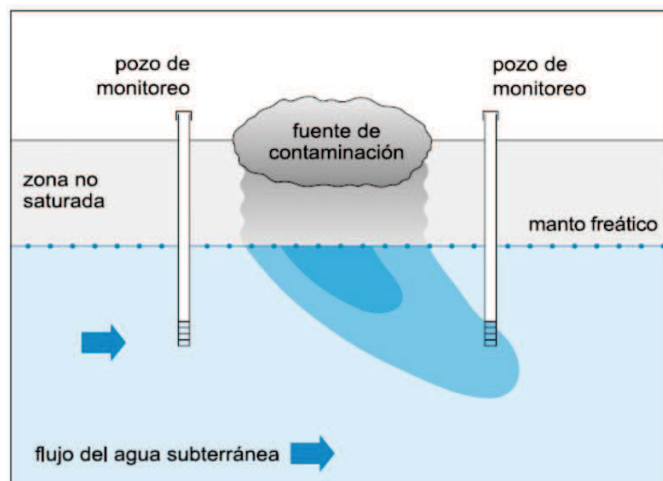 pozo de
monitoreo
pozo de
monitoreo
fuente de
contaminación
zona no
saturada
manto freático
flujo del agua subterránea